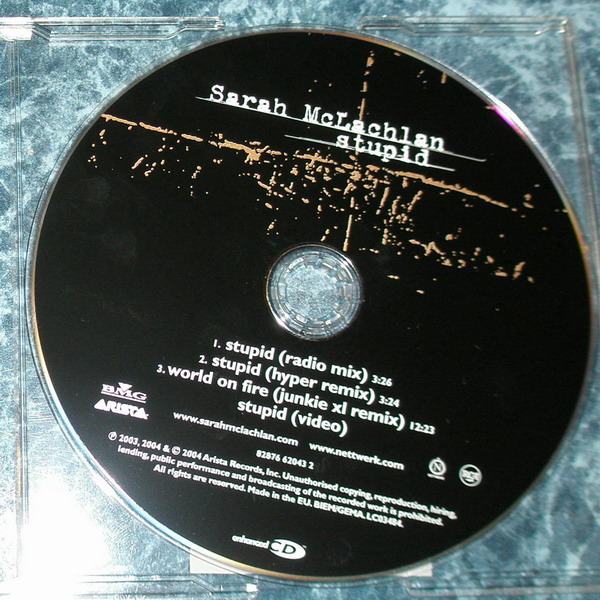 Sarah McLachlan
stupid
1. stupid (radio mix) 3:26
2. stupid (hyper remix) 3:24
3. world on fire (junkie xl remix) 12:23
stupid (video)
BMG
ARISTA
www.sarahmclachlan.com www.nettwerk.com
82876 62043 2
N
RCA
℗ 2003, 2004 & © 2004 Arista Records, Inc. Unauthorised copying, reproduction, hiring,
lending, public performance and broadcasting of the recorded work is prohibited.
All rights are reserved. Made in the EU. BIEM/GEMA. LC03484.
enhanced CD